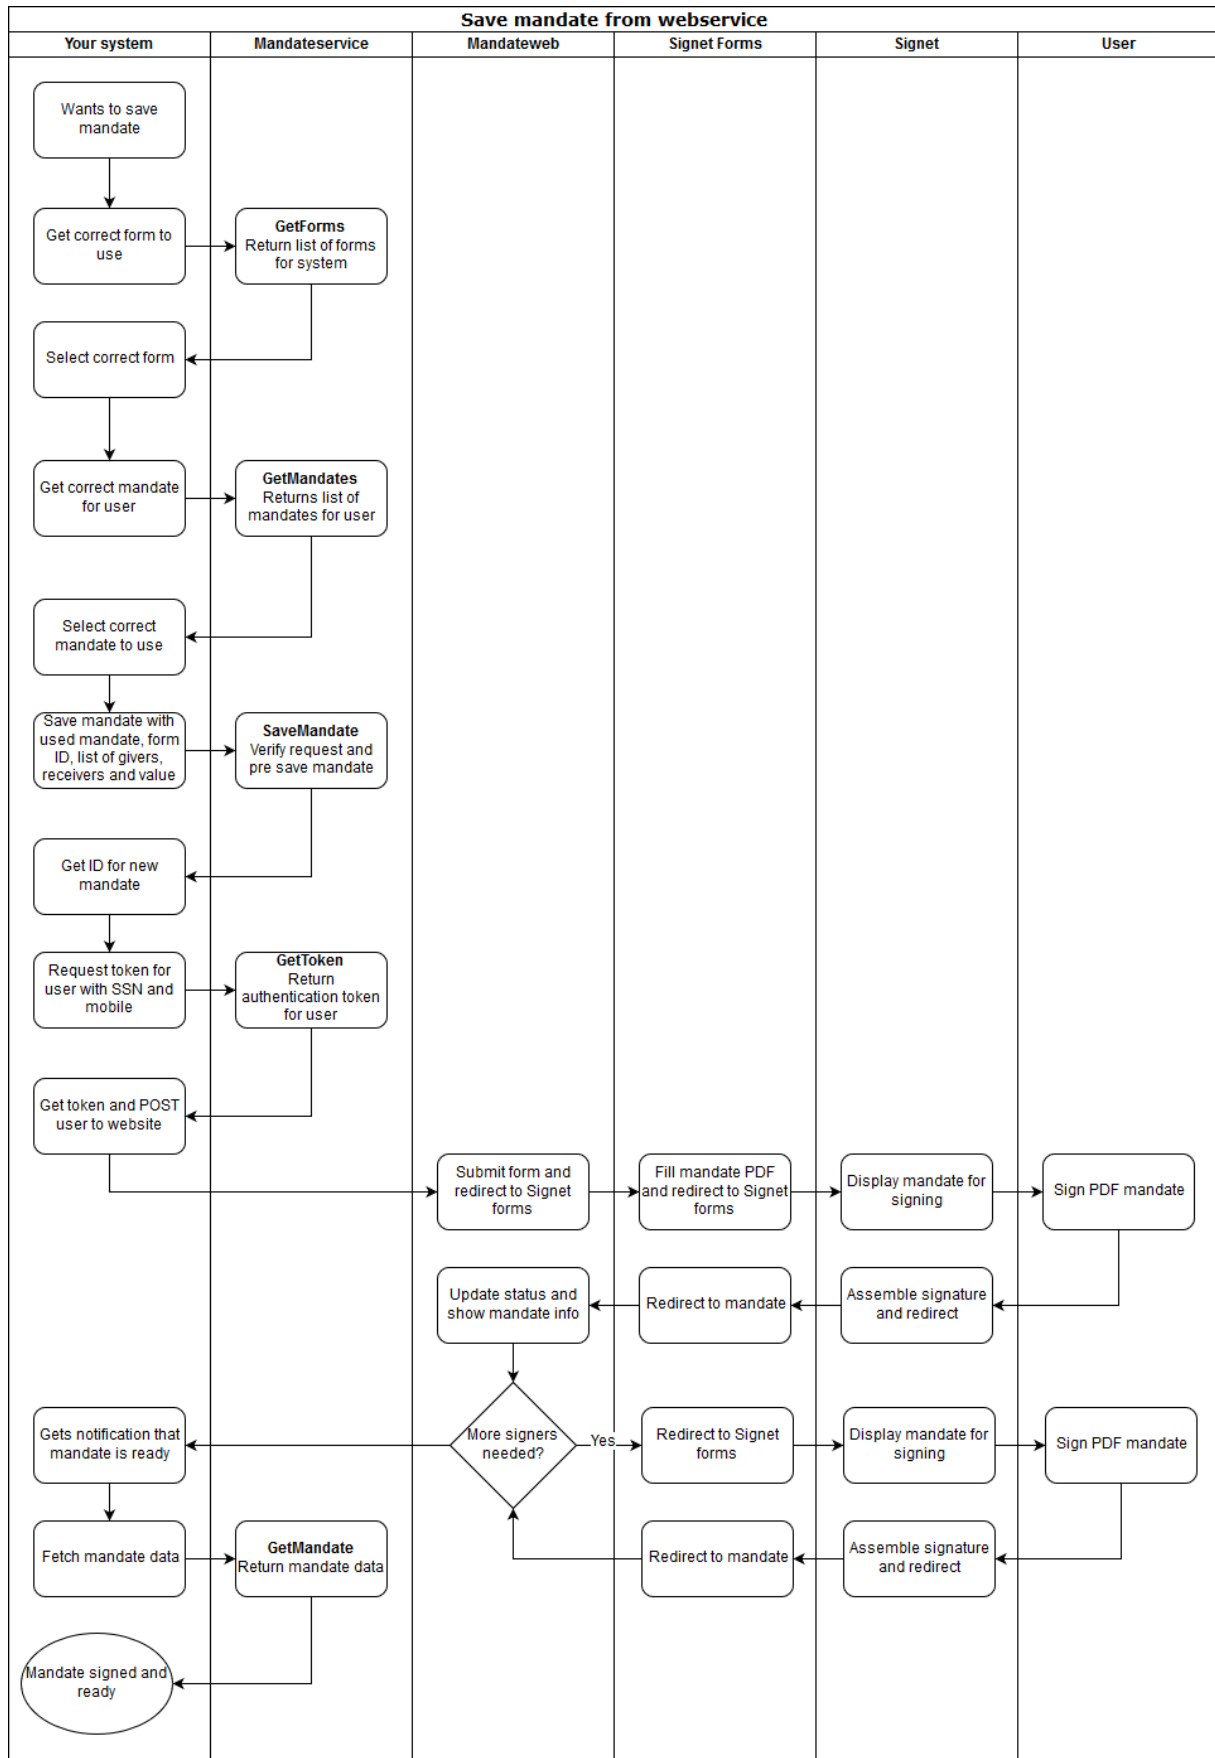 Save mandate from webservice
Your system
Mandateservice
Mandateweb
Signet Forms
Signet
User
Wants to save
mandate
Get correct form to
use
GetForms
Return list of forms
for system
Select correct form
Get correct mandate
for user
GetMandates
Returns list of
mandates for user
Select correct
mandate to use
Save mandate with
used mandate, form
ID, list of givers,
receivers and value
SaveMandate
Verify request and
pre save mandate
Get ID for new
mandate
Request token for
user with SSN and
mobile
GetToken
Return
authentication token
for user
Get token and POST
user to website
Submit form and
redirect to Signet
forms
Fill mandate PDF
and redirect to Signet
forms
Display mandate for
signing
Sign PDF mandate
Update status and
show mandate info
Redirect to mandate
Assemble signature
and redirect
Gets notification that
mandate is ready
More signers
needed?
Yes
Redirect to Signet
forms
Display mandate for
signing
Sign PDF mandate
Fetch mandate data
GetMandate
Return mandate data
Redirect to mandate
Assemble signature
and redirect
Mandate signed and
ready